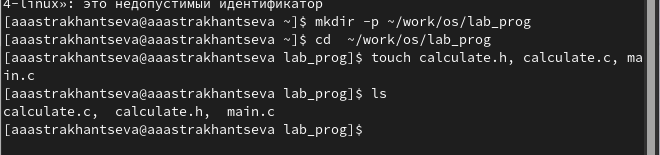 4-linux»: это недопустимый идентификатор
[aaastrakhantseva@aaastrakhantseva ~]$ mkdir -p ~/work/os/lab_prog
[aaastrakhantseva@aaastrakhantseva ~]$ cd  ~/work/os/lab_prog
[aaastrakhantseva@aaastrakhantseva lab_prog]$ touch calculate.h, calculate.c, ma
in.c
[aaastrakhantseva@aaastrakhantseva lab_prog]$ ls
calculate.c,  calculate.h,  main.c
[aaastrakhantseva@aaastrakhantseva lab_prog]$